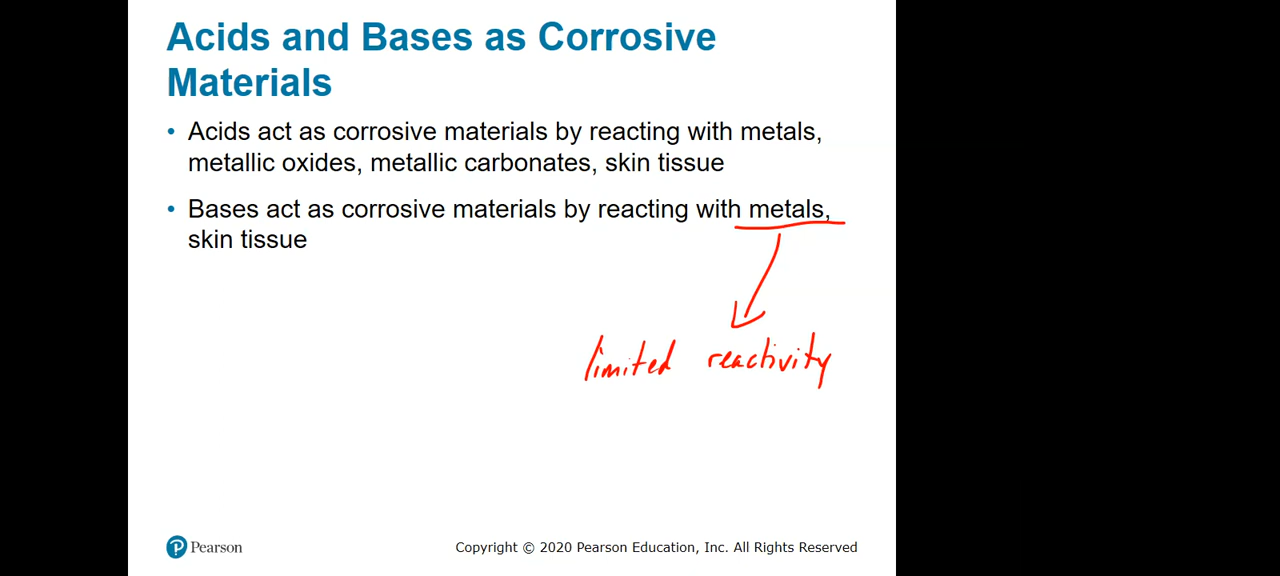 Acids and Bases as Corrosive
Materials
• Acids act as corrosive materials by reacting with metals,
metallic oxides, metallic carbonates, skin tissue
• Bases act as corrosive materials by reacting with metals,
skin tissue
limited reactivity
Pearson
Copyright © 2020 Pearson Education, Inc. All Rights Reserved